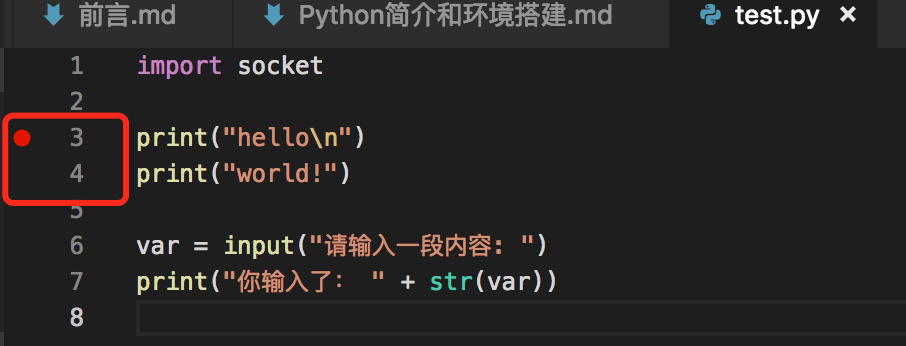 前言.md Python简介和环境搭建.md test.py ×
1 import socket
2
3 print("hello\n")
4 print("world!")
5
6 var = input("请输入一段内容: ")
7 print("你输入了: " + str(var))
8